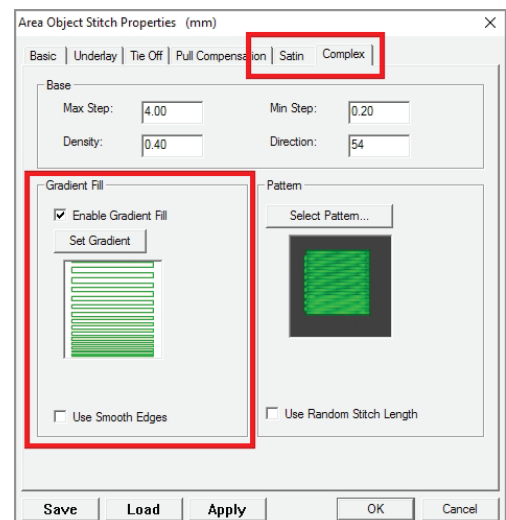 Area Object Stitch Properties (mm)
Basic Underlay Tie Off Pull Compensation Satin Complex
Base
Max Step: 4.00 Min Step: 0.20
Density: 0.40 Direction: 54
Gradient Fill Pattern
Enable Gradient Fill Select Pattern...
Set Gradient
Use Smooth Edges Use Random Stitch Length
Save Load Apply OK Cancel